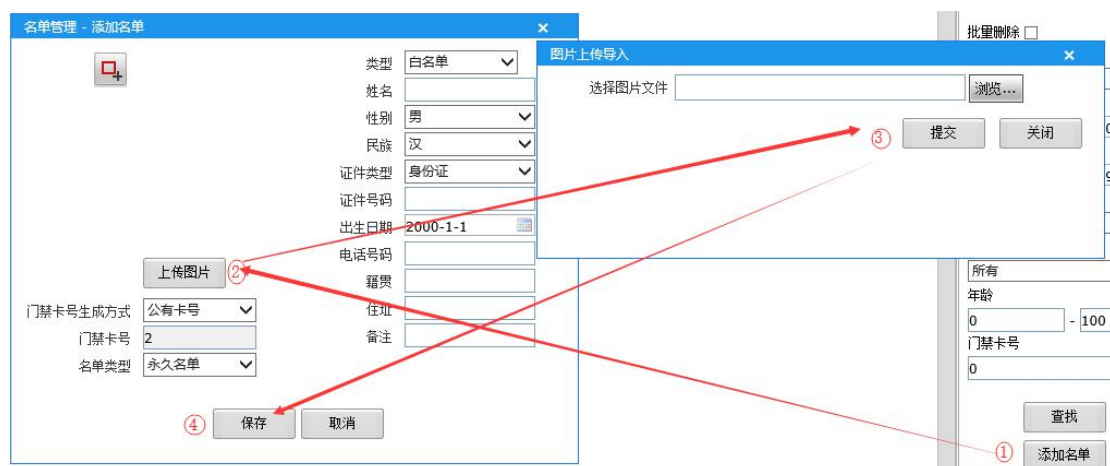 名单管理 - 添加名单
类型 白名单
姓名
性别 男
民族 汉
证件类型 身份证
证件号码
出生日期 2000-1-1
电话号码
籍贯
住址
备注
上传图片 ②
门禁卡号生成方式 公有卡号
门禁卡号 2
名单类型 永久名单
④ 保存 取消
图片上传导入
选择图片文件 浏览...
③ 提交 关闭
批量删除
所有
年龄
0 - 100
门禁卡号
0
查找
① 添加名单